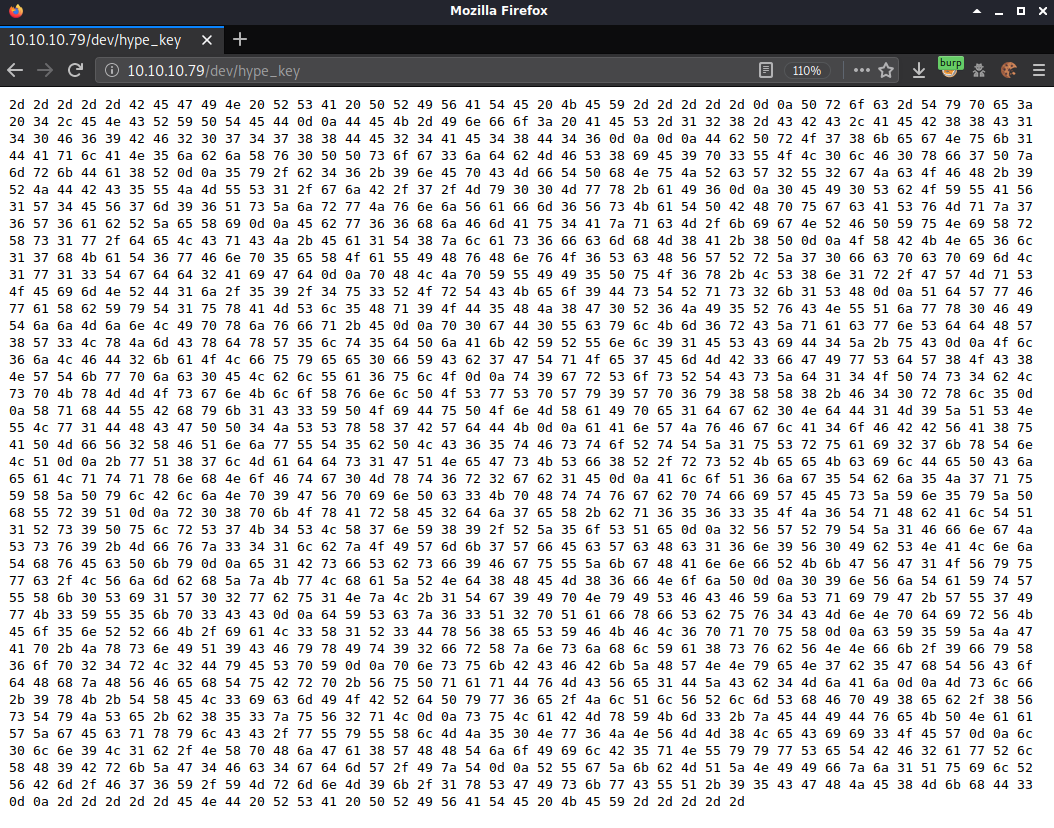 Mozilla Firefox
10.10.10.79/dev/hype_key
10.10.10.79/dev/hype_key
110%
burp
2d 2d 2d 2d 2d 42 45 47 49 4e 20 52 53 41 20 50 52 49 56 41 54 45 20 4b 45 59 2d 2d 2d 2d 2d 0d 0a 50 72 6f 63 2d 54 79 70 65 3a
20 34 2c 45 4e 43 52 59 50 54 45 44 0d 0a 44 45 4b 2d 49 6e 66 6f 3a 20 41 45 53 2d 31 32 38 2d 43 42 43 2c 41 45 42 38 38 43 31
34 30 46 36 39 42 46 32 30 37 34 37 38 38 44 45 32 34 41 45 34 38 44 34 36 0d 0a 0d 0a 44 62 50 72 4f 37 38 6b 65 67 4e 75 6b 31
44 41 71 6c 41 4e 35 6a 62 6a 58 76 30 50 50 73 6f 67 33 6a 64 62 4d 46 53 38 69 45 39 70 33 55 4f 4c 30 6c 46 30 78 66 37 50 7a
6d 72 6b 44 61 38 52 0d 0a 35 79 2f 62 34 36 2b 39 6e 45 70 43 4d 66 54 50 68 4e 75 4a 52 63 57 32 55 32 67 4a 63 4f 46 48 2b 39
52 4a 44 42 43 35 55 4a 4d 55 53 31 2f 67 6a 42 2f 37 2f 4d 79 30 30 4d 77 78 2b 61 49 36 0d 0a 30 45 49 30 53 62 4f 59 55 41 56
31 57 34 45 56 37 6d 39 36 51 73 5a 6a 72 77 4a 76 6e 6a 56 61 66 6d 36 56 73 4b 61 54 50 42 48 70 75 67 63 41 53 76 4d 71 7a 37
36 57 36 61 62 52 5a 65 58 69 0d 0a 45 62 77 36 36 68 6a 46 6d 41 75 34 41 7a 71 63 4d 2f 6b 69 67 4e 52 46 50 59 75 4e 69 58 72
58 73 31 77 2f 64 65 4c 43 71 43 4a 2b 45 61 31 54 38 7a 6c 61 73 36 66 63 6d 68 4d 38 41 2b 38 50 0d 0a 4f 58 42 4b 4e 65 36 6c
31 37 68 4b 61 54 36 77 46 6e 70 35 65 58 4f 61 55 49 48 76 48 6e 76 4f 36 53 63 48 56 57 52 72 5a 37 30 66 63 70 63 70 69 6d 4c
31 77 31 33 54 67 64 64 32 41 69 47 64 0d 0a 70 48 4c 4a 70 59 55 49 49 35 50 75 4f 36 78 2b 4c 53 38 6e 31 72 2f 47 57 4d 71 53
4f 45 69 6d 4e 52 44 31 6a 2f 35 39 2f 34 75 33 52 4f 72 54 43 4b 65 6f 39 44 73 54 52 71 73 32 6b 31 53 48 0d 0a 51 64 57 77 46
77 61 58 62 59 79 54 31 75 78 41 4d 53 6c 35 48 71 39 4f 44 35 48 4a 38 47 30 52 36 4a 49 35 52 76 43 4e 55 51 6a 77 78 30 46 49
54 6a 6a 4d 6a 6e 4c 49 70 78 6a 76 66 71 2b 45 0d 0a 70 30 67 44 30 55 63 79 6c 4b 6d 36 72 43 5a 71 61 63 77 6e 53 64 64 48 57
38 57 33 4c 4a 78 4a 6d 43 78 64 78 57 35 6c 74 35 64 50 6a 41 6b 42 59 52 55 6e 6c 39 31 45 53 43 69 44 34 5a 2b 75 43 0d 0a 4f 6c
36 6a 4c 46 44 32 6b 61 4f 4c 66 75 79 65 65 30 66 59 43 62 37 47 54 71 4f 65 37 45 6d 4d 42 33 66 47 49 77 53 64 57 38 4f 43 38
4e 57 54 6b 77 70 6a 63 30 45 4c 62 6c 55 61 36 75 6c 4f 0d 0a 74 39 67 72 53 6f 73 52 54 43 73 5a 64 31 34 4f 50 74 73 34 62 4c
73 70 4b 78 4d 4d 4f 73 67 6e 4b 6c 6f 58 76 6e 6c 50 4f 53 77 53 70 57 79 39 57 70 36 79 38 58 58 38 2b 46 34 30 72 78 6c 35 0d
0a 58 71 68 44 55 42 68 79 6b 31 43 33 59 50 4f 69 44 75 50 4f 6e 4d 58 61 49 70 65 31 64 67 62 30 4e 64 44 31 4d 39 5a 51 53 4e
55 4c 77 31 44 48 43 47 50 50 34 4a 53 53 78 58 37 42 57 64 44 4b 0d 0a 61 41 6e 57 4a 76 46 67 6c 41 34 6f 46 42 42 56 41 38 75
41 50 4d 66 56 32 58 46 51 6e 6a 77 55 54 35 62 50 4c 43 36 35 74 46 73 74 6f 52 74 54 5a 31 75 53 72 75 61 69 32 37 6b 78 54 6e
4c 51 0d 0a 2b 77 51 38 37 6c 4d 61 64 64 73 31 47 51 4e 65 47 73 4b 53 66 38 52 2f 72 73 52 4b 65 65 4b 63 69 6c 44 65 50 43 6a
65 61 4c 71 74 71 78 6e 68 4e 6f 46 74 67 30 4d 78 74 36 72 32 67 62 31 45 0d 0a 41 6c 6f 51 36 6a 67 35 54 62 6a 35 4a 37 71 75
59 58 5a 50 79 6c 42 6c 6a 4e 70 39 47 56 70 69 6e 50 63 33 4b 70 48 74 74 76 67 62 70 74 66 69 57 45 45 73 5a 59 6e 35 79 5a 50
68 55 72 39 51 0d 0a 72 30 38 70 6b 4f 78 41 72 58 45 32 64 6a 37 65 58 2b 62 71 36 35 36 33 35 4f 4a 36 54 71 48 62 41 6c 54 51
31 52 73 39 50 75 6c 72 53 37 4b 34 53 4c 58 37 6e 59 38 39 2f 52 5a 35 6f 53 51 65 0d 0a 32 56 57 52 79 54 5a 31 46 66 6e 67 4a
53 73 76 39 2b 4d 66 76 7a 33 34 31 6c 62 7a 4f 49 57 6d 6b 37 57 66 45 63 57 63 48 63 31 36 6e 39 56 30 49 62 53 4e 41 4c 6e 6a
54 68 76 45 63 50 6b 79 0d 0a 65 31 42 73 66 53 62 73 66 39 46 67 75 55 5a 6b 67 48 41 6e 6e 66 52 4b 6b 47 56 47 31 4f 56 79 75
77 63 2f 4c 56 6a 6d 62 68 5a 7a 4b 77 4c 68 61 5a 52 4e 64 38 48 45 4d 38 36 66 4e 6f 6a 50 0d 0a 30 39 6e 56 6a 54 61 59 74 57
55 58 6b 30 53 69 31 57 30 32 77 62 75 31 4e 7a 4c 2b 31 54 67 39 49 70 4e 79 49 53 46 43 46 59 6a 53 71 69 79 47 2b 57 55 37 49
77 4b 33 59 55 35 6b 70 33 43 43 0d 0a 64 59 53 63 7a 36 33 51 32 70 51 61 66 78 66 53 62 75 76 34 43 4d 6e 4e 70 64 69 72 56 4b
45 6f 35 6e 52 52 66 4b 2f 69 61 4c 33 58 31 52 33 44 78 56 38 65 53 59 46 4b 46 4c 36 70 71 70 75 58 0d 0a 63 59 35 59 5a 4a 47
41 70 2b 4a 78 73 6e 49 51 39 43 46 79 78 49 74 39 32 66 72 58 7a 6e 73 6a 68 6c 59 61 38 73 76 62 56 4e 4e 66 6b 2f 39 66 79 58
36 6f 70 32 34 72 4c 32 44 79 45 53 70 59 0d 0a 70 6e 73 75 6b 42 43 46 42 6b 5a 48 57 4e 4e 79 65 4e 37 62 35 47 68 54 56 43 6f
64 48 68 7a 48 56 46 65 68 54 75 42 72 70 2b 56 75 50 71 61 71 44 76 4d 43 56 65 31 44 5a 43 62 34 4d 6a 41 6a 0d 0a 4d 73 6c 66
2b 39 78 4b 2b 54 58 45 4c 33 69 63 6d 49 4f 42 52 64 50 79 77 36 65 2f 4a 6c 51 6c 56 52 6c 6d 53 68 46 70 49 38 65 62 2f 38 56
73 54 79 4a 53 65 2b 62 38 35 33 7a 75 56 32 71 4c 0d 0a 73 75 4c 61 42 4d 78 59 4b 6d 33 2b 7a 45 44 49 44 76 65 4b 50 4e 61 61
57 5a 67 45 63 71 78 79 6c 43 43 2f 77 55 79 55 58 6c 4d 4a 35 30 4e 77 36 4a 4e 56 4d 4d 38 4c 65 43 69 69 33 4f 45 57 0d 0a 6c
30 6c 6e 39 4c 31 62 2f 4e 58 70 48 6a 47 61 38 57 48 48 54 6a 6f 49 69 6c 42 35 71 4e 55 79 79 77 53 65 54 42 46 32 61 77 52 6c
58 48 39 42 72 6b 5a 47 34 46 63 34 67 64 6d 57 2f 49 7a 54 0d 0a 52 55 67 5a 6b 62 4d 51 5a 4e 49 49 66 7a 6a 31 51 75 69 6c 52
56 42 6d 2f 46 37 36 59 2f 59 4d 72 6d 6e 4d 39 6b 2f 31 78 53 47 49 73 6b 77 43 55 51 2b 39 35 43 47 48 4a 45 38 4d 6b 68 44 33
0d 0a 2d 2d 2d 2d 2d 45 4e 44 20 52 53 41 20 50 52 49 56 41 54 45 20 4b 45 59 2d 2d 2d 2d 2d